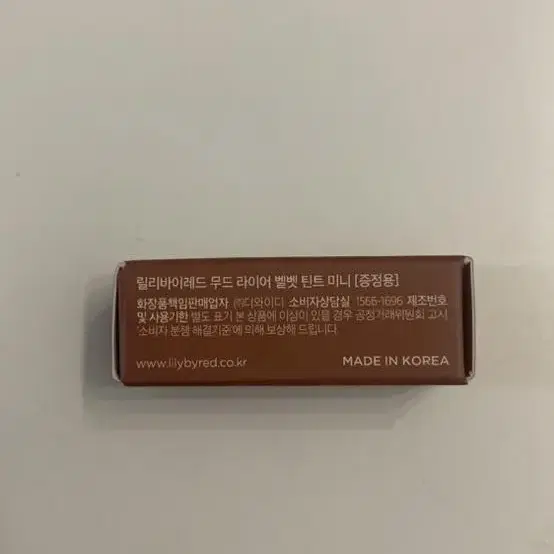 릴리바이레드 무드 라이어 벨벳 틴트 미니 [증정용]
화장품책임판매업자 ㈜디와이디 소비자상담실 1566-1696 제조번호
및 사용기한 별도 표기 본 상품에 이상이 있을 경우 공정거래위원회 고시
'소비자 분쟁 해결기준'에 의해 보상해 드립니다.
www.lilybyred.co.kr
MADE IN KOREA